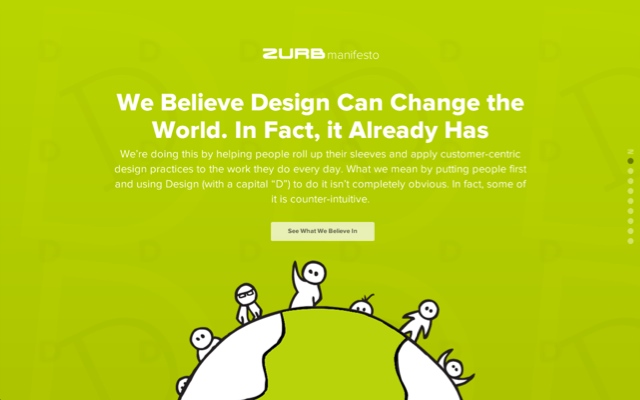 ZURB manifesto
We Believe Design Can Change the
World. In Fact, it Already Has
We're doing this by helping people roll up their sleeves and apply customer-centric
design practices to the work they do every day. What we mean by putting people first
and using Design (with a capital "D") to do it isn't completely obvious. In fact, some of
it is counter-intuitive.
See What We Believe In